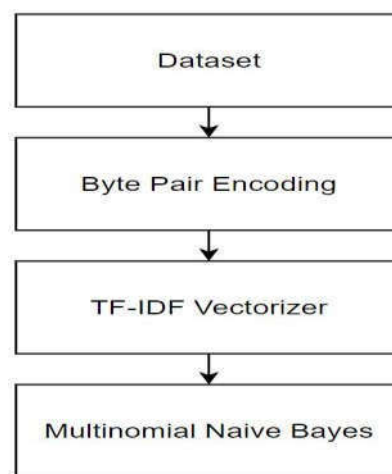 Dataset
Byte Pair Encoding
TF-IDF Vectorizer
Multinomial Naive Bayes